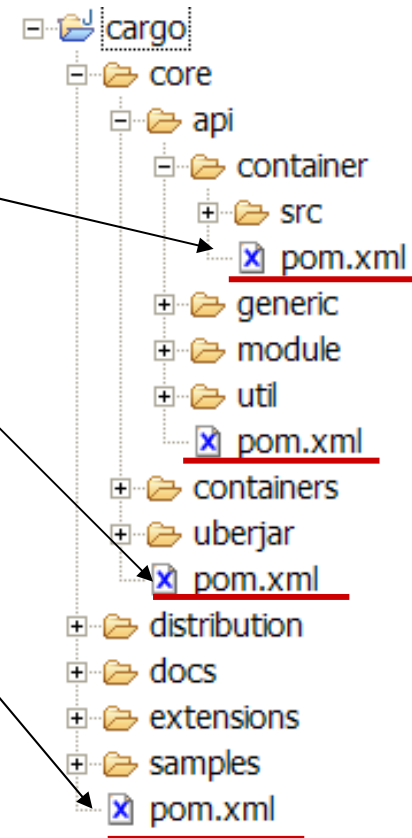 cargo
core
api
container
src
pom.xml
generic
module
util
pom.xml
containers
uberjar
pom.xml
distribution
docs
extensions
samples
pom.xml